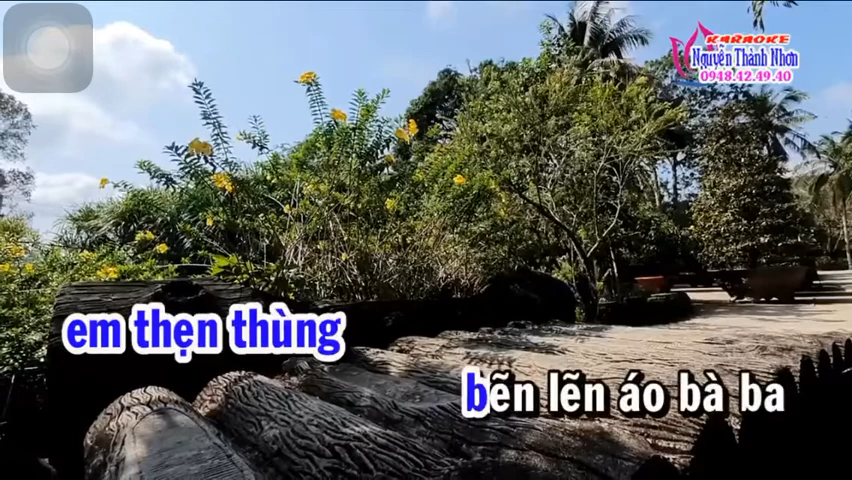 KARAOKE
Nguyễn Thành Nhơn
0948.42.49.40
em thẹn thùng
bẽn lẽn áo bà ba